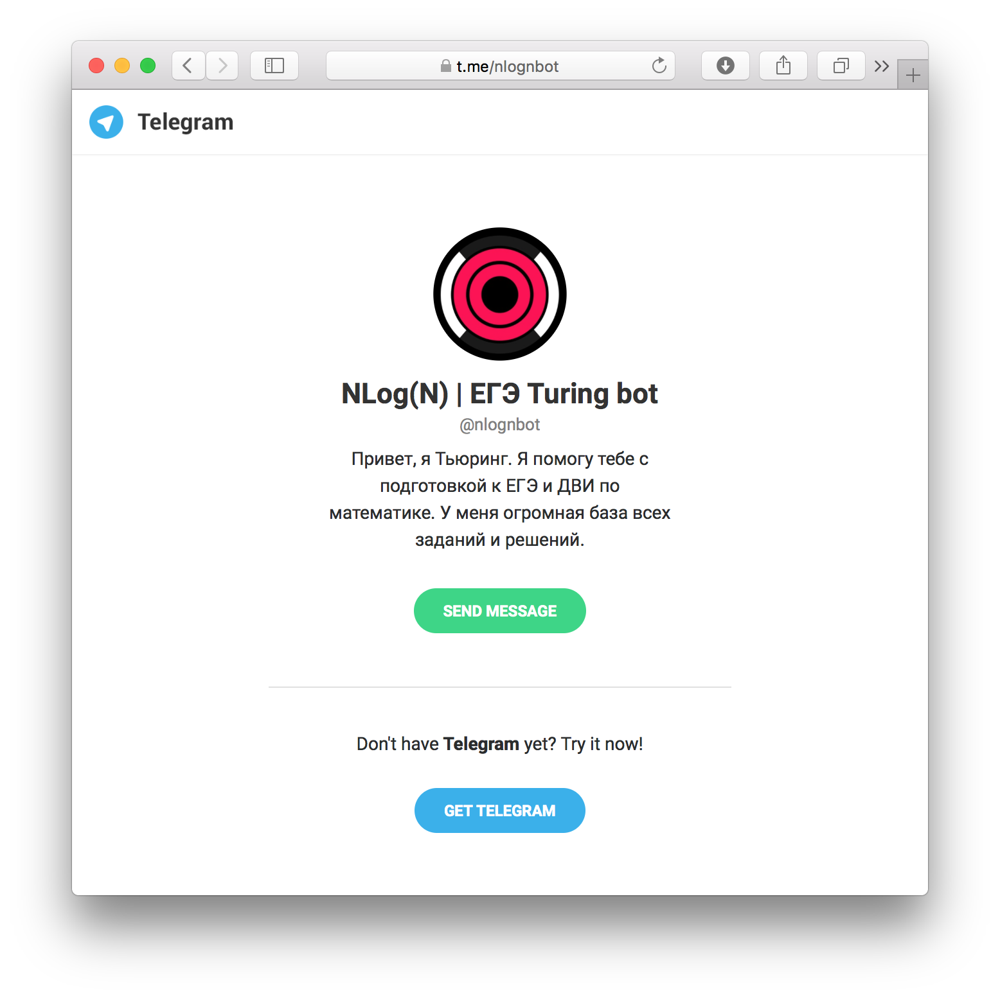 t.me/nlognbot
Telegram
NLog(N) | ЕГЭ Turing bot
@nlognbot
Привет, я Тьюринг. Я помогу тебе с
подготовкой к ЕГЭ и ДВИ по
математике. У меня огромная база всех
заданий и решений.
SEND MESSAGE
Don't have Telegram yet? Try it now!
GET TELEGRAM